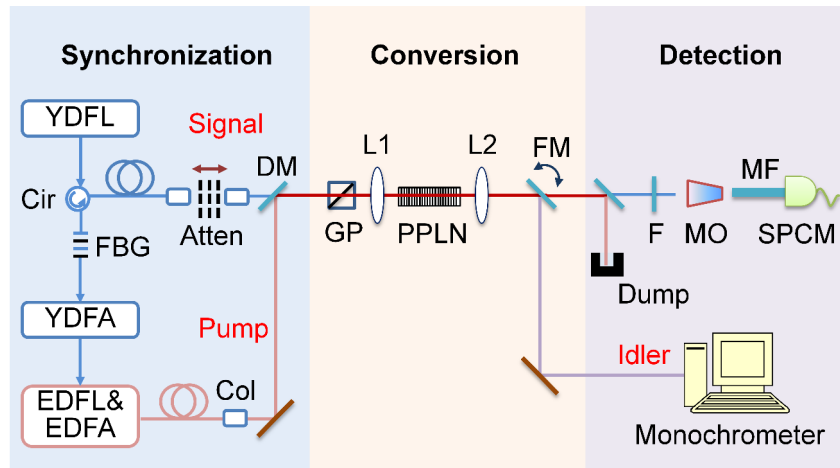 Synchronization
Conversion
Detection
YDFL
Signal
L1
L2
FM
MF
DM
Cir
Atten
GP
PPLN
F
MO
SPCM
FBG
Dump
YDFA
Pump
Idler
Col
EDFL&
EDFA
Monochrometer